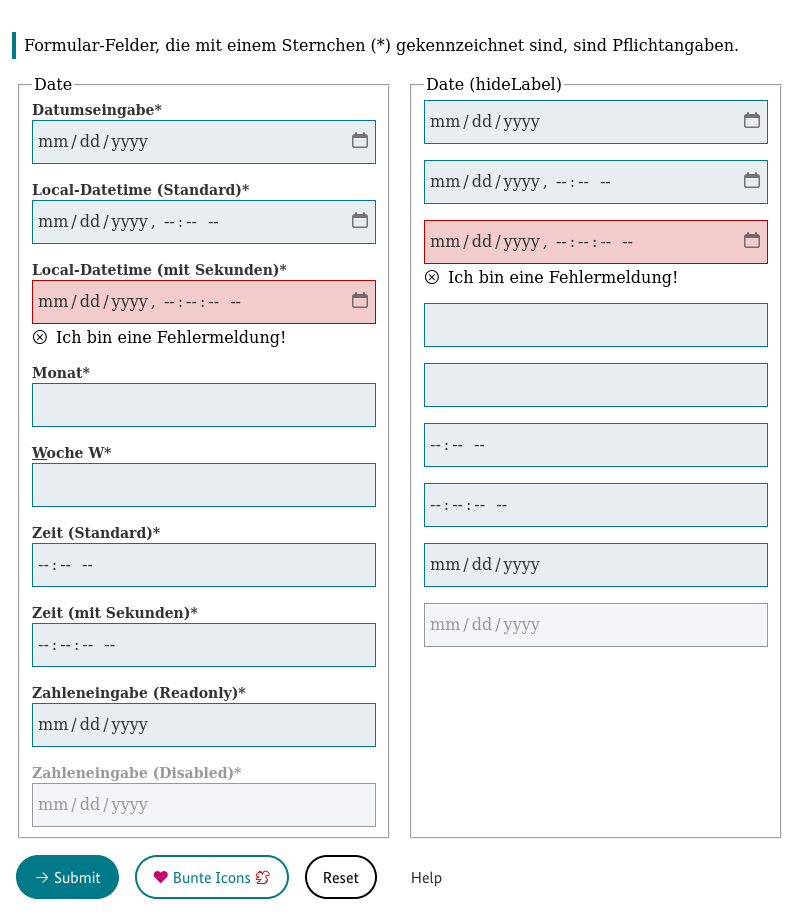 Formular-Felder, die mit einem Sternchen (*) gekennzeichnet sind, sind Pflichtangaben.
Date
Datumseingabe*
mm/dd/yyyy
Local-Datetime (Standard)*
mm/dd/yyyy, --:-- --
Local-Datetime (mit Sekunden)*
mm/dd/yyyy, --:--:-- --
Ich bin eine Fehlermeldung!
Monat*
Woche W*
Zeit (Standard)*
--:-- --
Zeit (mit Sekunden)*
--:--:-- --
Zahleneingabe (Readonly)*
mm/dd/yyyy
Zahleneingabe (Disabled)*
mm/dd/yyyy
Date (hideLabel)
mm/dd/yyyy
mm/dd/yyyy, --:-- --
mm/dd/yyyy, --:--:-- --
Ich bin eine Fehlermeldung!
--:-- --
--:--:-- --
mm/dd/yyyy
mm/dd/yyyy
Submit
Bunte Icons
Reset
Help